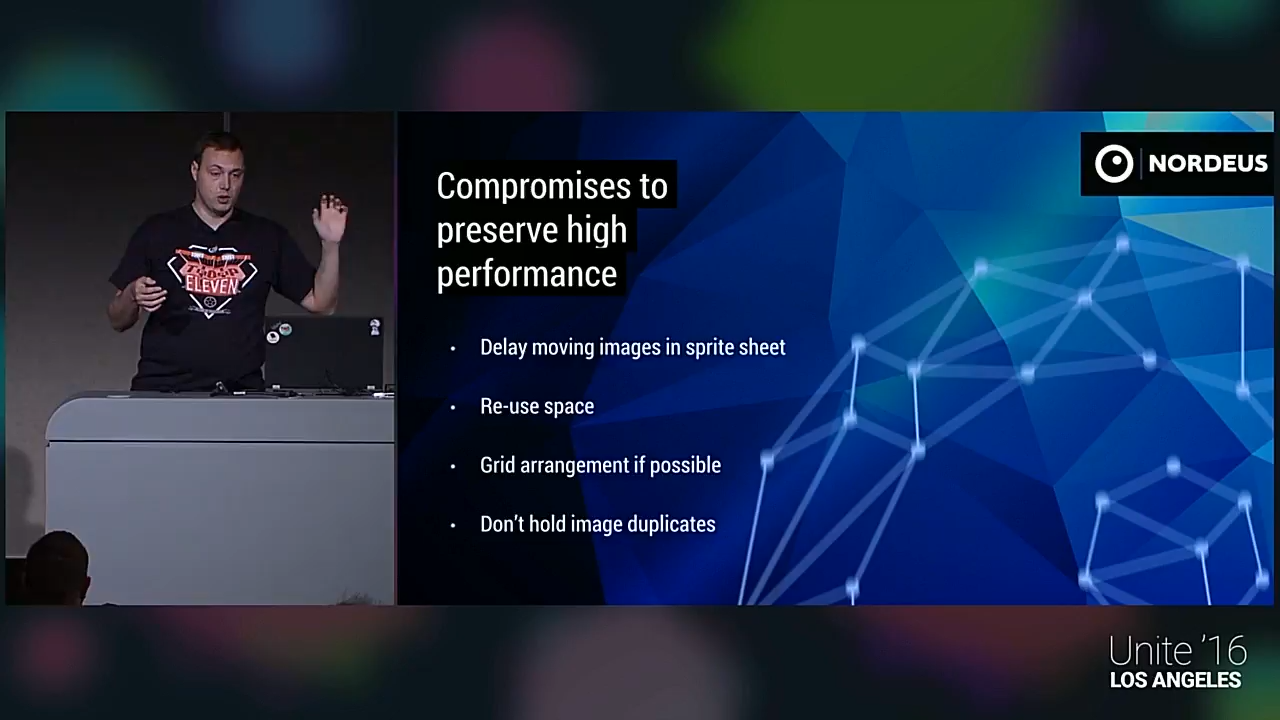 NORDEUS
Compromises to
preserve high
performance
• Delay moving images in sprite sheet
• Re-use space
• Grid arrangement if possible
• Don't hold image duplicates
ELEVEN
Unite '16
LOS ANGELES